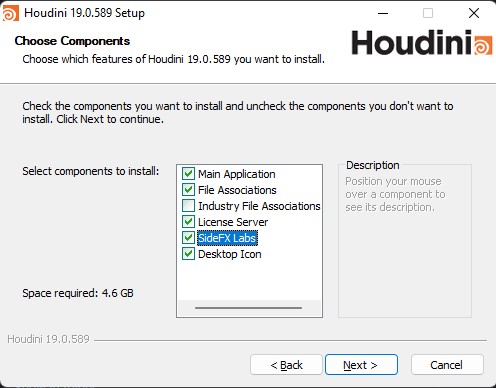 Houdini 19.0.589 Setup
Choose Components
Choose which features of Houdini 19.0.589 you want to install.
Houdini
Check the components you want to install and uncheck the components you don't want to
install. Click Next to continue.
Select components to install:
Main Application
File Associations
Industry File Associations
License Server
SideFX Labs
Desktop Icon
Description
Position your mouse
over a component to
see its description.
Space required: 4.6 GB
Houdini 19.0.589
< Back
Next >
Cancel